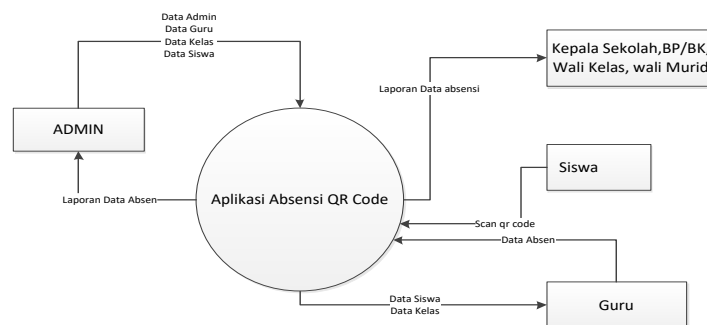 Data Admin
Data Guru
Data Kelas
Data Siswa
Kepala Sekolah,BP/BK,
Wali Kelas, wali Murid
Laporan Data absensi
ADMIN
Siswa
Laporan Data Absen
Aplikasi Absensi QR Code
Scan qr code
Data Absen
Data Siswa
Data Kelas
Guru